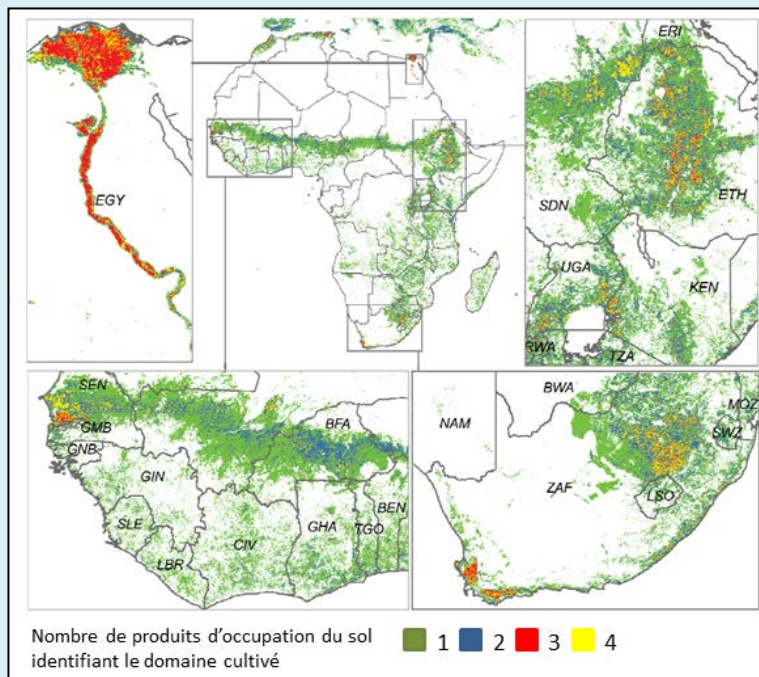 ERI
EGY
ETH
SDN
UGA
KEN
RWA
TZA
SEN
GMB
GNB
GIN
SLE
LBR
CIV
GHA
TGO
BEN
BFA
BWA
NAM
MOZ
SWZ
ZAF
LSO
Nombre de produits d'occupation du sol
identifiant le domaine cultivé
1 2 3 4